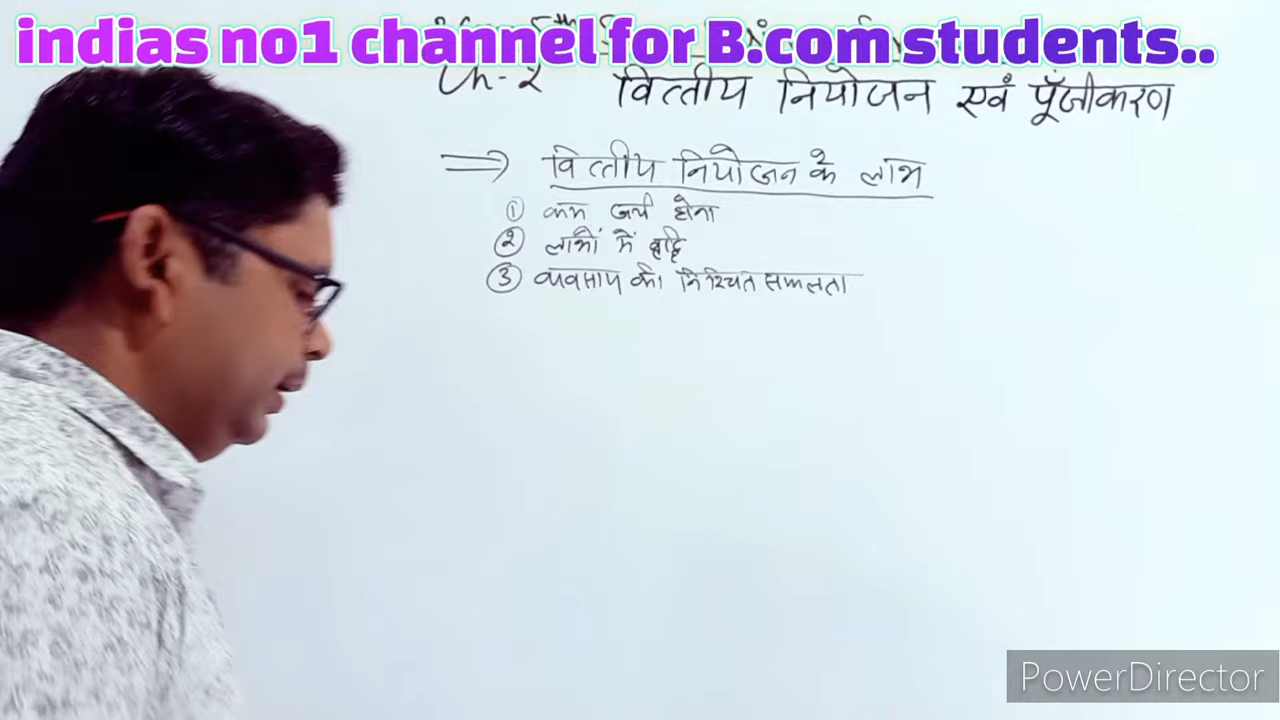 indias no1 channel for B.com students..
Ch-2 वित्तीय नियोजन एवं पूँजीकरण
⇒ वित्तीय नियोजन के लाभ
① कम खर्च होना
② लाभों में वृद्धि
③ व्यवसाय की निश्चित सफलता
PowerDirector